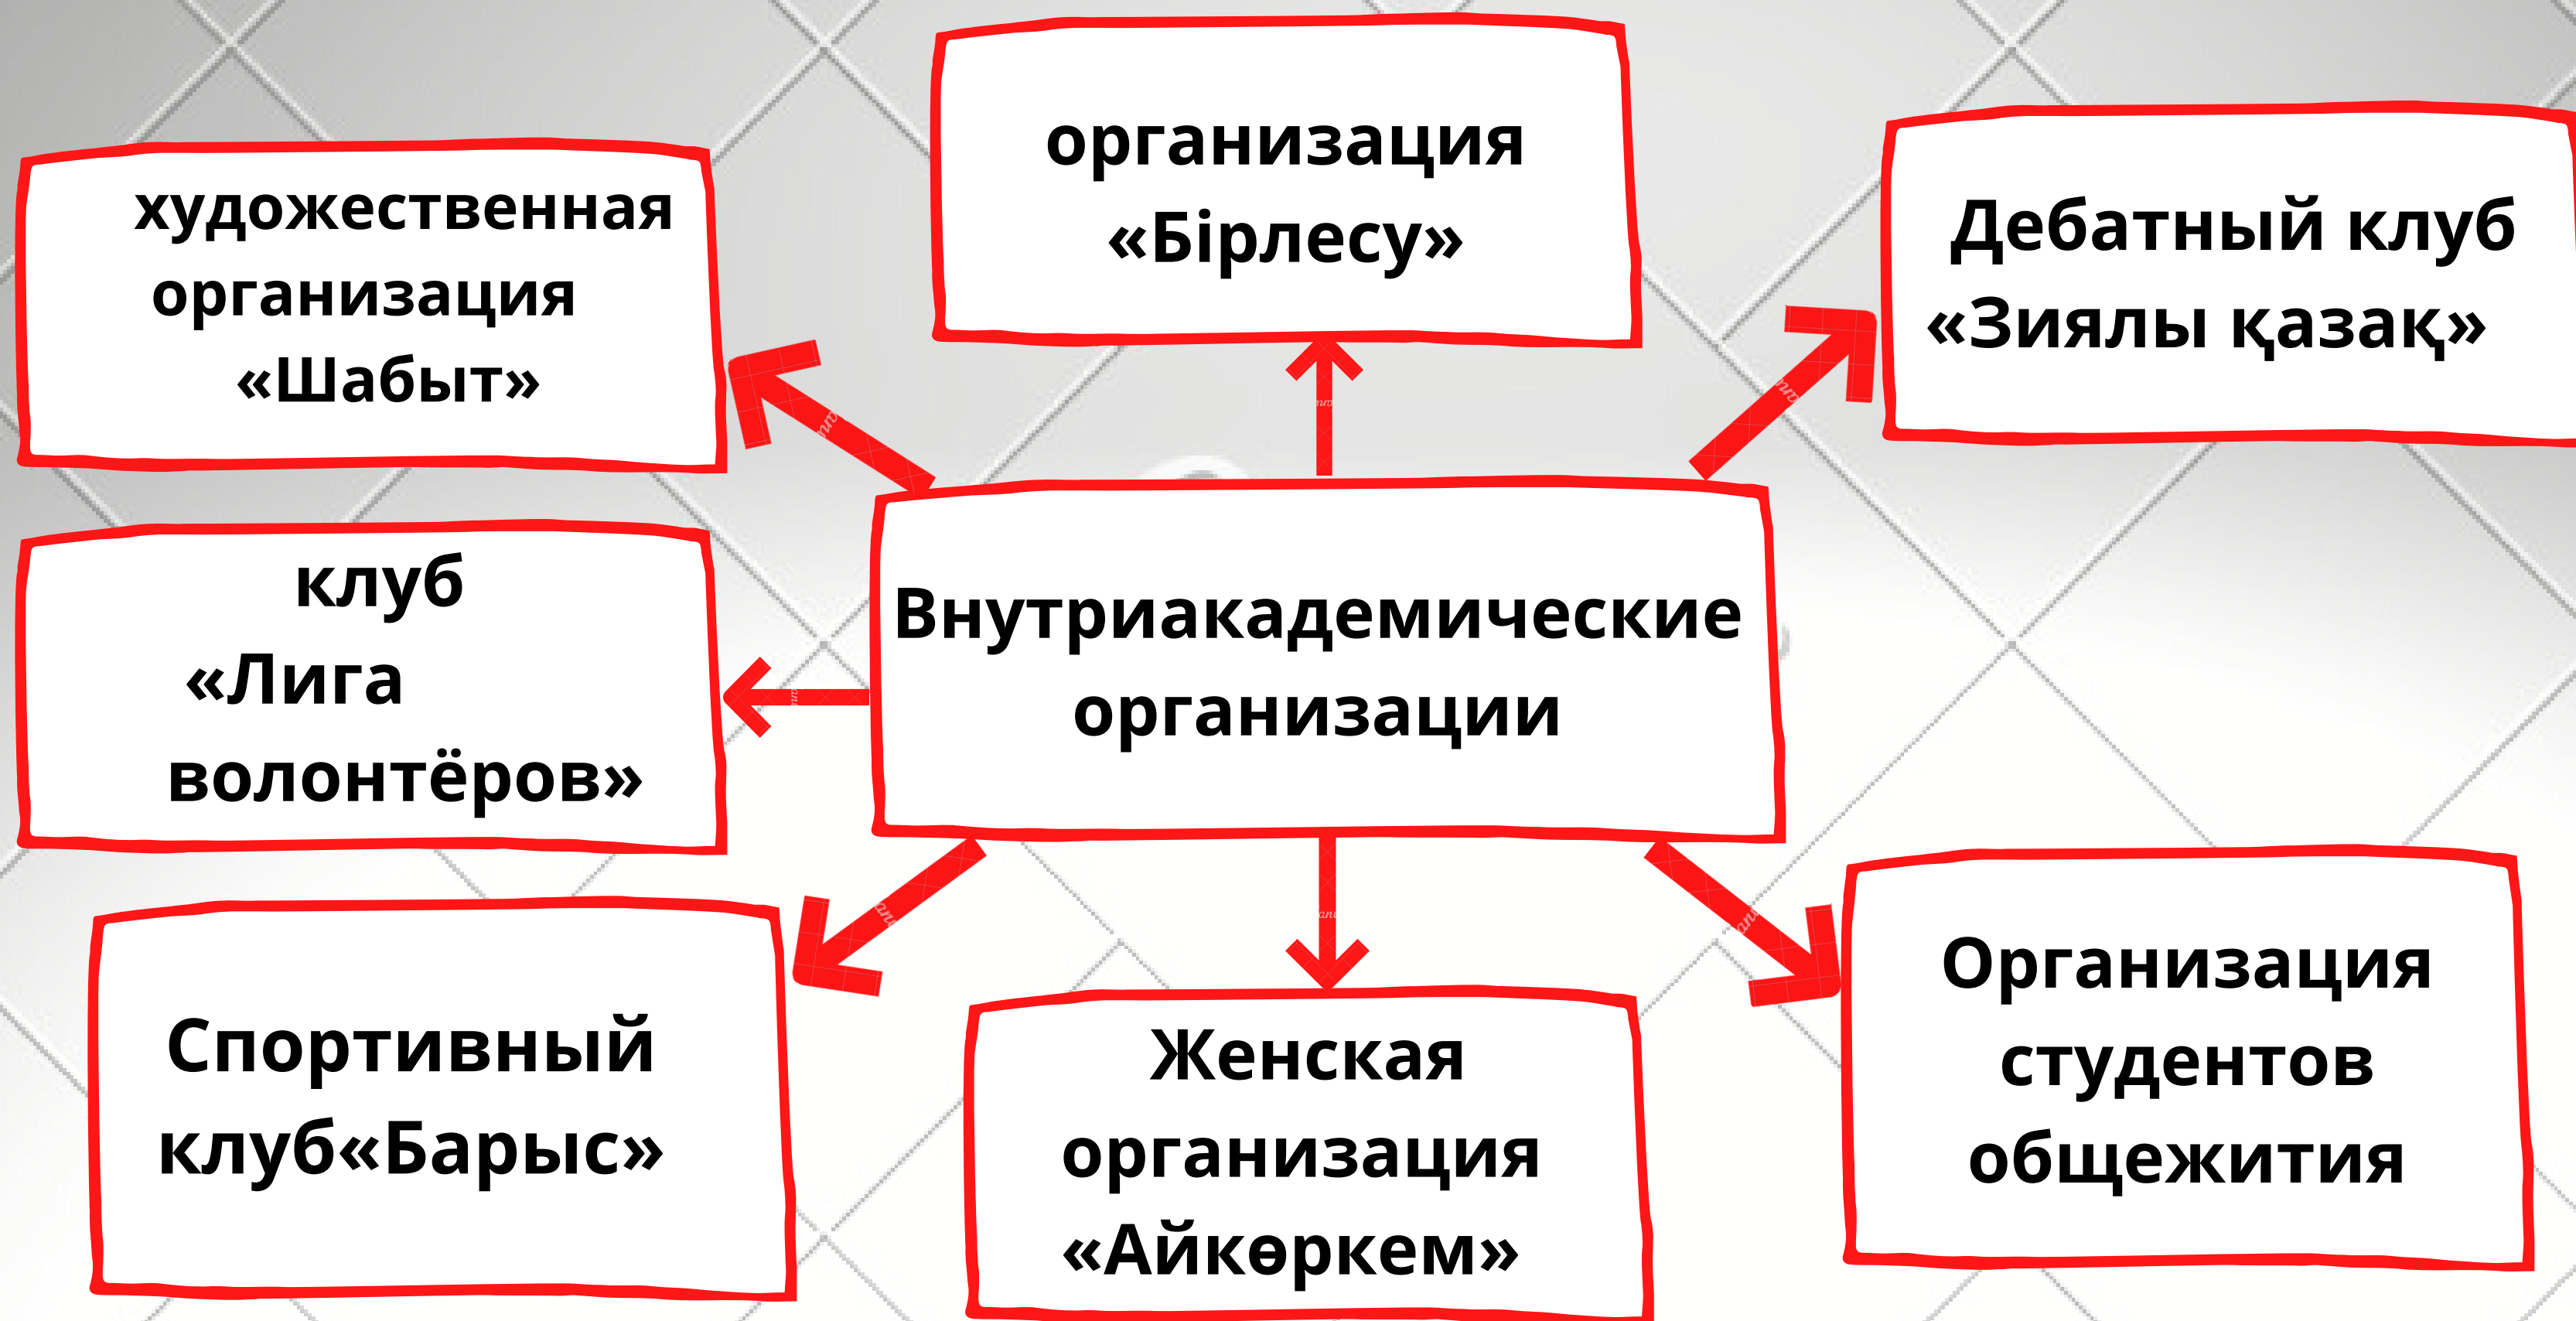 организация
«Бірлесу»
художественная
организация
«Шабыт»
Дебатный клуб
«Зиялы қазақ»
клуб
«Лига
волонтёров»
Внутриакадемические
организации
Спортивный
клуб«Барыс»
Женская
организация
«Айкөркем»
Организация
студентов
общежития